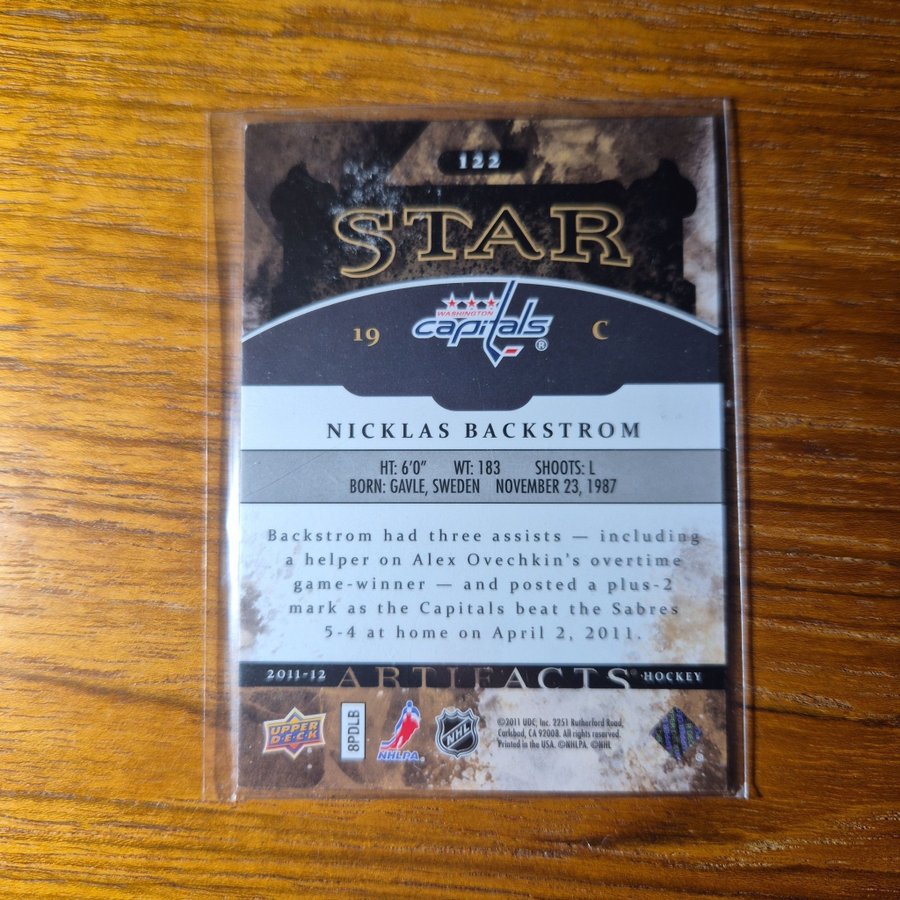 122
STAR
19 WASHINGTON capitals ® C
NICKLAS BACKSTROM
HT: 6'0" WT: 183 SHOOTS: L
BORN: GAVLE, SWEDEN NOVEMBER 23, 1987
Backstrom had three assists — including
a helper on Alex Ovechkin's overtime
game-winner — and posted a plus-2
mark as the Capitals beat the Sabres
5-4 at home on April 2, 2011.
2011-12 ARTIFACTS HOCKEY
UPPER DECK 8PDLB NHLPA NHL
©2011 UDC, Inc. 2251 Rutherford Road,
Carlsbad, CA 92008. All rights reserved.
Printed in the USA. ©NHLPA. ©NHL